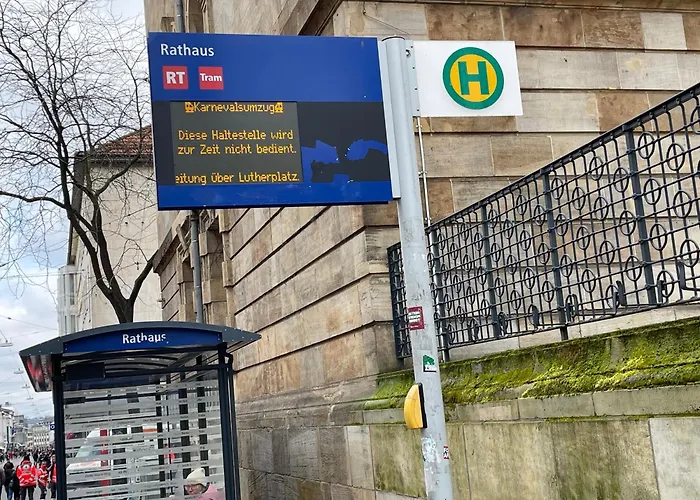 Rathaus
RT Tram
Karnevalsumzug
Diese Haltestelle wird
zur Zeit nicht bedient.
eitung über Lutherplatz.
H
Rathaus